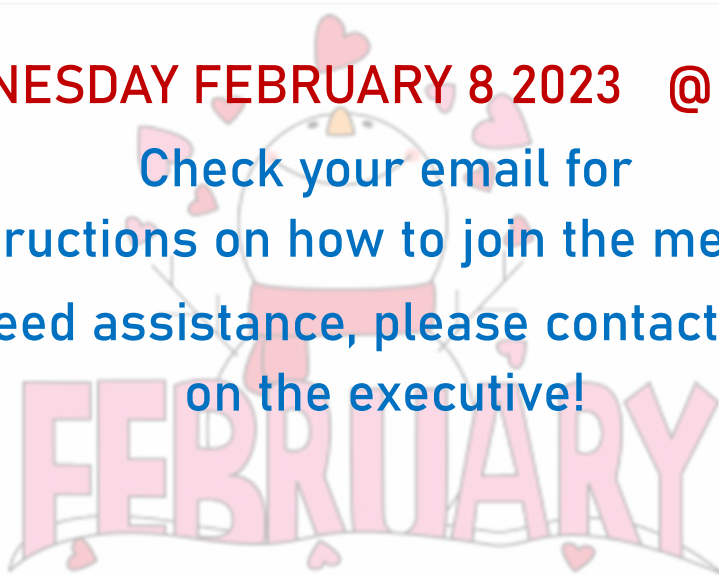 NESDAY FEBRUARY 8 2023 @
Check your email for
ructions on how to join the me
eed assistance, please contact
on the executive!
FEBRUARY